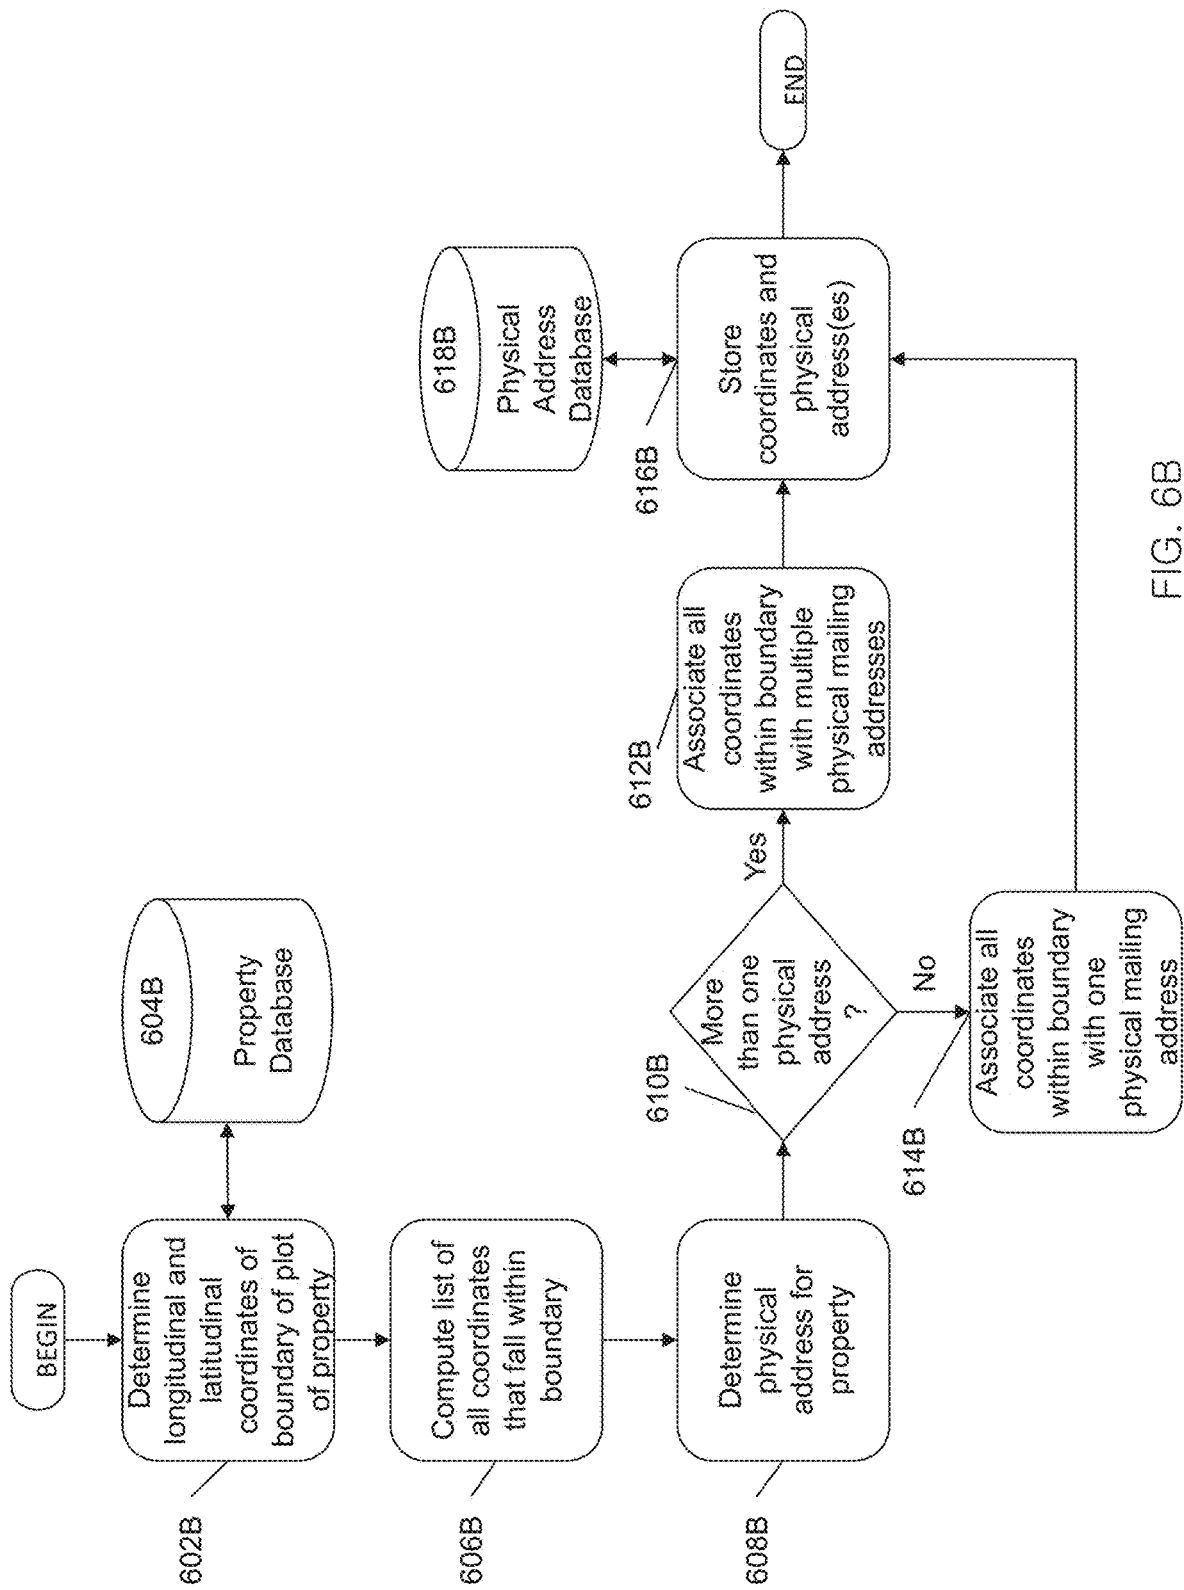 BEGIN
602B
Determine
longitudinal and
latitudinal
coordinates of
boundary of plot
of property
604B
Property
Database
606B
Compute list of
all coordinates
that fall within
boundary
608B
Determine
physical
address for
property
610B
More
than one
physical
address
?
Yes
No
612B
Associate all
coordinates
within boundary
with multiple
physical mailing
addresses
614B
Associate all
coordinates
within boundary
with one
physical mailing
address
616B
Store
coordinates and
physical
address(es)
618B
Physical
Address
Database
END
FIG. 6B